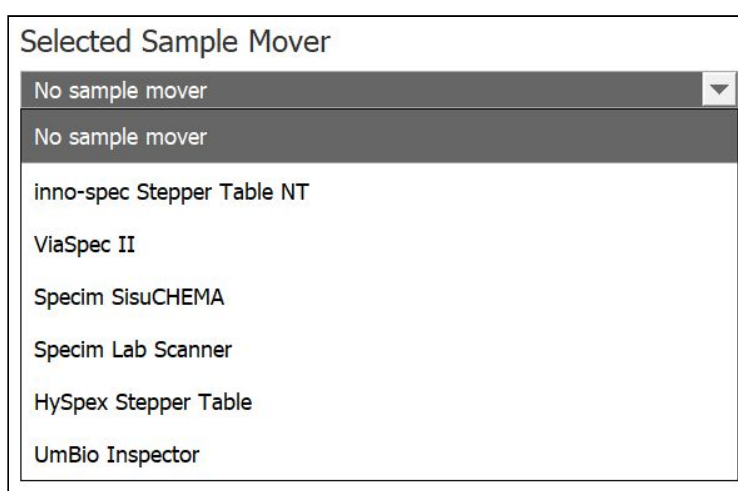 Selected Sample Mover
No sample mover
No sample mover
inno-spec Stepper Table NT
ViaSpec II
Specim SisuCHEMA
Specim Lab Scanner
HySpex Stepper Table
UmBio Inspector